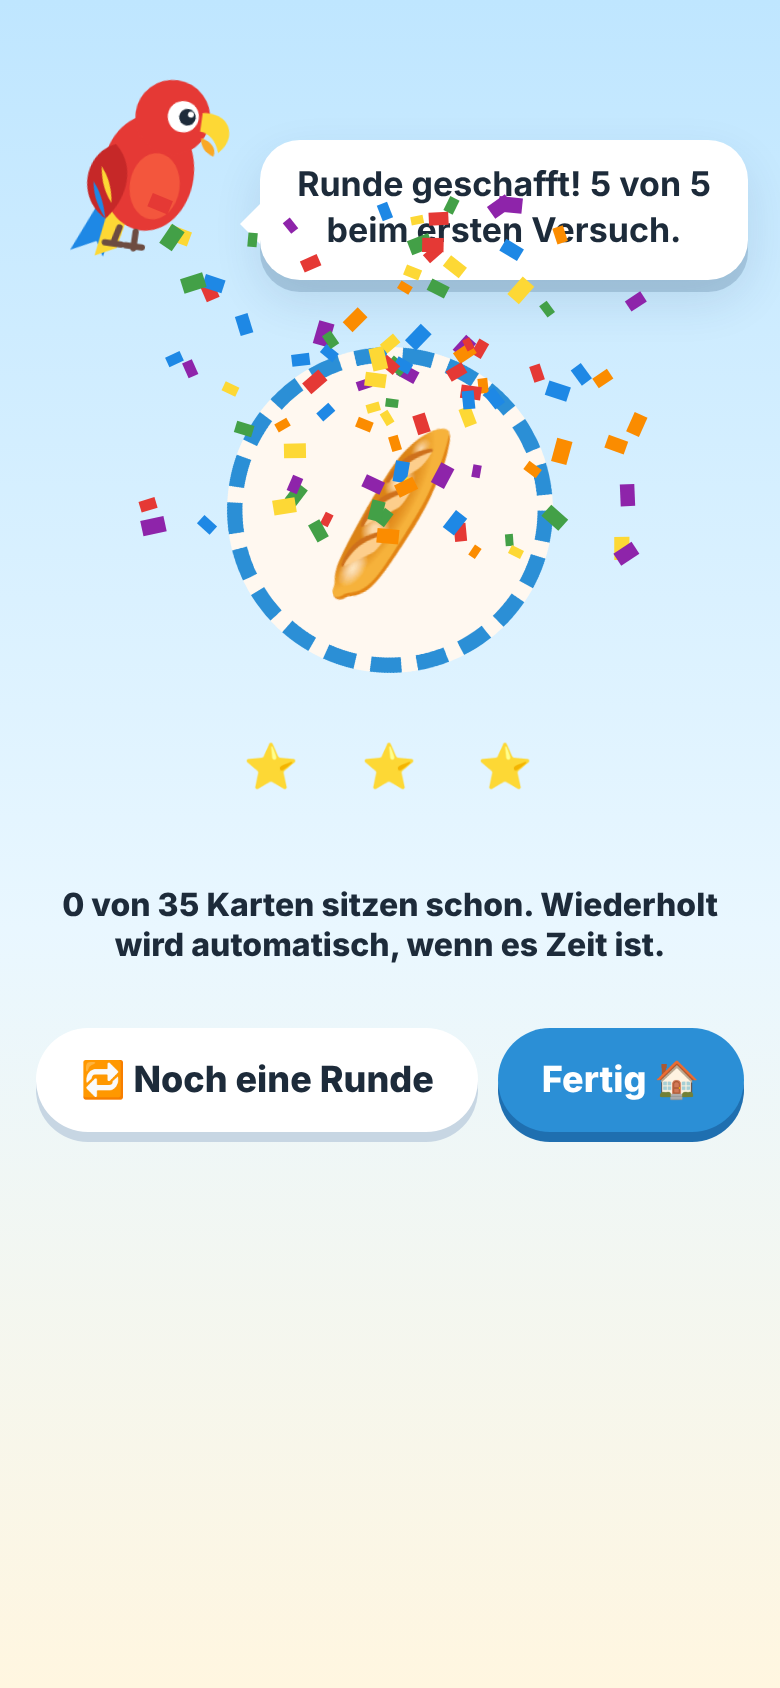 Runde geschafft! 5 von 5
beim ersten Versuch.
0 von 35 Karten sitzen schon. Wiederholt
wird automatisch, wenn es Zeit ist.
🔁 Noch eine Runde
Fertig 🏠